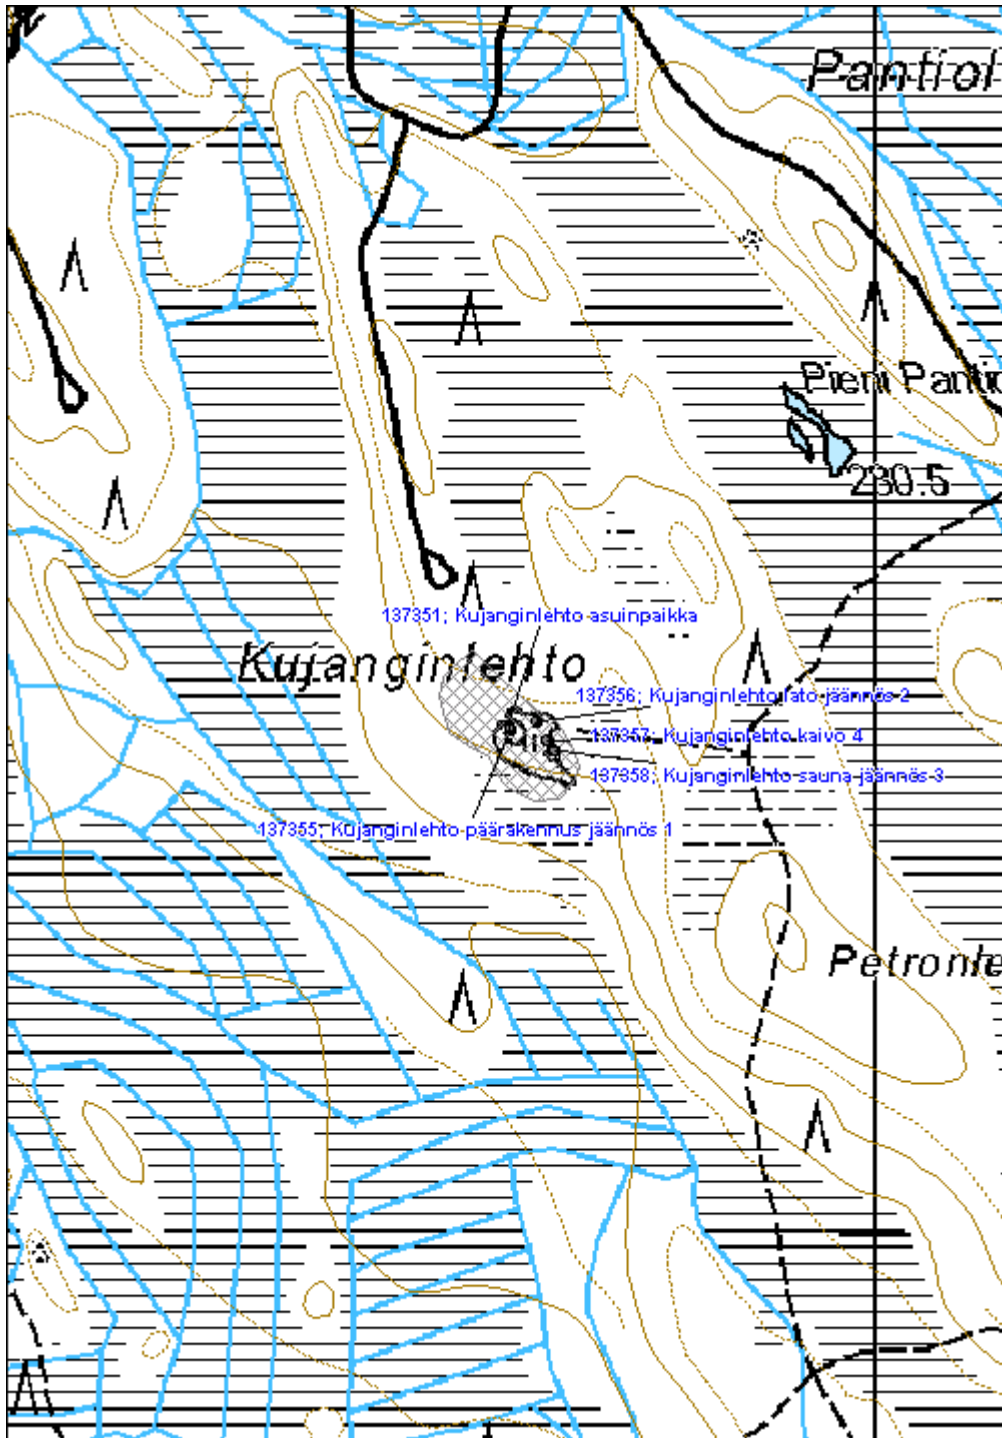 Pantiol
Pieni Pantio
230.5
137351; Kujanginlehto asuinpaikka
Kujanginlehto
137356; Kujanginlehto lato jäännös 2
137357; Kujanginlehto kaivo 4
137358; Kujanginlehto sauna jäännös 3
137355; Kujanginlehto päärakennus jäännös 1
Petronle